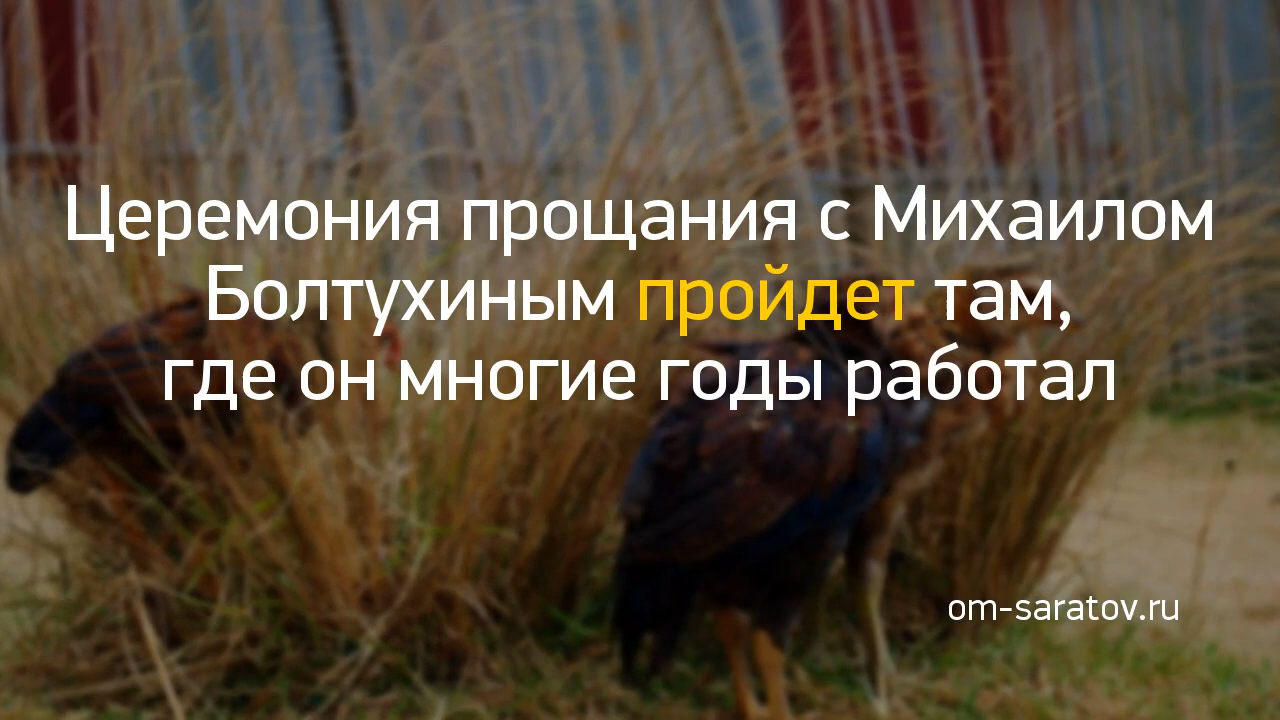 Церемония прощания с Михаилом
Болтухиным пройдет там,
где он многие годы работал
om-saratov.ru